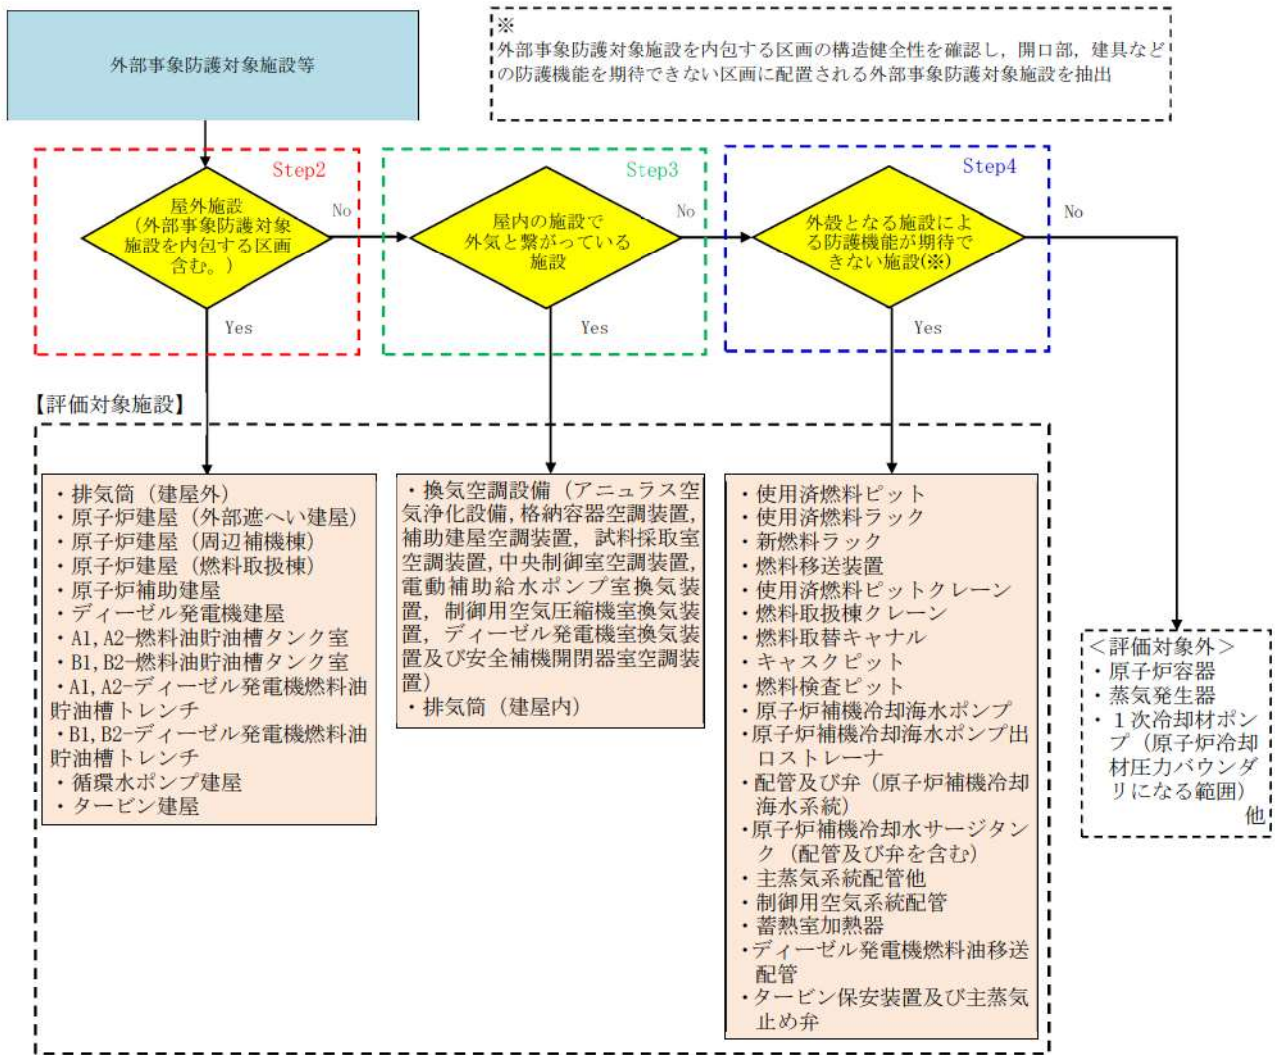 外部事象防護対象施設等
※
外部事象防護対象施設を内包する区画の構造健全性を確認し，開口部，建具など
の防護機能を期待できない区画に配置される外部事象防護対象施設を抽出
Step2
屋外施設
(外部事象防護対象
施設を内包する区画
含む。)
No
Yes
Step3
屋内の施設で
外気と繋がっている
施設
No
Yes
Step4
外殻となる施設によ
る防護機能が期待で
きない施設(※)
No
Yes
【評価対象施設】
・排気筒（建屋外）
・原子炉建屋（外部遮へい建屋）
・原子炉建屋（周辺補機棟）
・原子炉建屋（燃料取扱棟）
・原子炉補助建屋
・ディーゼル発電機建屋
・A1, A2-燃料油貯油槽タンク室
・B1, B2-燃料油貯油槽タンク室
・A1, A2-ディーゼル発電機燃料油
貯油槽トレンチ
・B1, B2-ディーゼル発電機燃料油
貯油槽トレンチ
・循環水ポンプ建屋
・タービン建屋
・換気空調設備（アニュラス空
気浄化設備, 格納容器空調装置,
補助建屋空調装置，試料採取室
空調装置, 中央制御室空調装置,
電動補助給水ポンプ室換気装
置，制御用空気圧縮機室換気装
置，ディーゼル発電機室換気装
置及び安全補機開閉器室空調装
置）
・排気筒（建屋内）
・使用済燃料ピット
・使用済燃料ラック
・新燃料ラック
・燃料移送装置
・使用済燃料ピットクレーン
・燃料取扱棟クレーン
・燃料取替キャナル
・キャスクピット
・燃料検査ピット
・原子炉補機冷却海水ポンプ
・原子炉補機冷却海水ポンプ出
ロストレーナ
・配管及び弁（原子炉補機冷却
海水系統）
・原子炉補機冷却水サージタン
ク（配管及び弁を含む）
・主蒸気系統配管他
・制御用空気系統配管
・蓄熱室加熱器
・ディーゼル発電機燃料油移送
配管
・タービン保安装置及び主蒸気
止め弁
＜評価対象外＞
・原子炉容器
・蒸気発生器
・１次冷却材ポン
プ（原子炉冷却
材圧力バウンダ
リになる範囲）
他